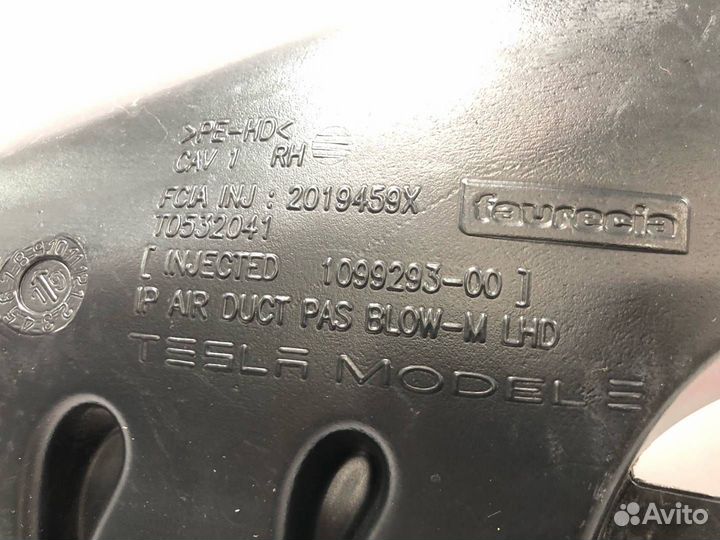 >PE-HD<
CAV 1 RH
FCIA INJ : 2019459X
T0532041
faurecia
[ INJECTED 1099293-00 ]
IP AIR DUCT PAS BLOW-M LHD
TESLA MODEL Ξ
Avito